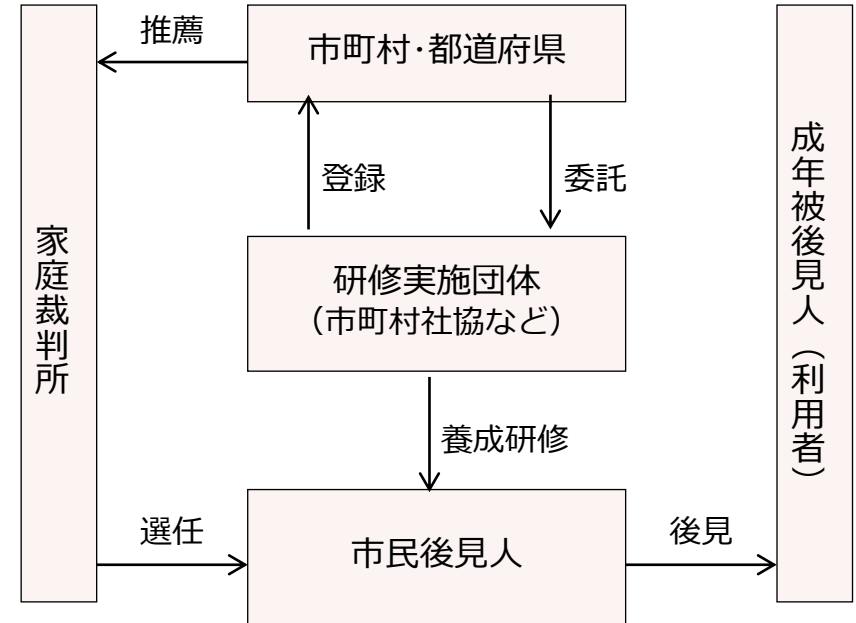 推薦
市町村･都道府県
登録
委託
家庭裁判所
研修実施団体
（市町村社協など）
成年被後見人（利用者）
養成研修
選任
市民後見人
後見